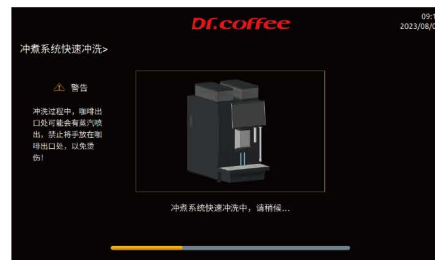 Dr.coffee
09:1
2023/08/0
冲煮系统快速冲洗>
警告
冲洗过程中，咖啡出
口处可能会有蒸汽喷
出，禁止将手放在咖
啡出口处，以免烫
伤！
冲煮系统快速冲洗中，请稍候...